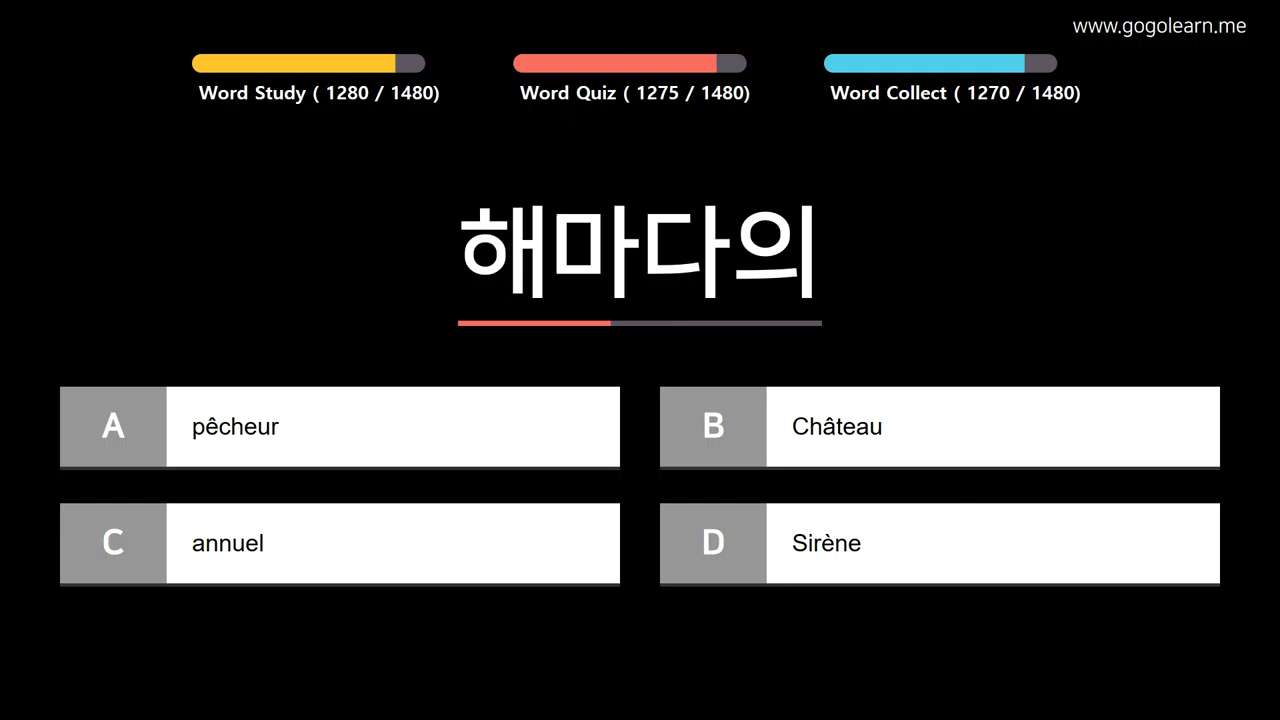 www.gogolearn.me
Word Study ( 1280 / 1480)
Word Quiz ( 1275 / 1480)
Word Collect ( 1270 / 1480)
해마다의
A pêcheur
B Château
C annuel
D Sirène